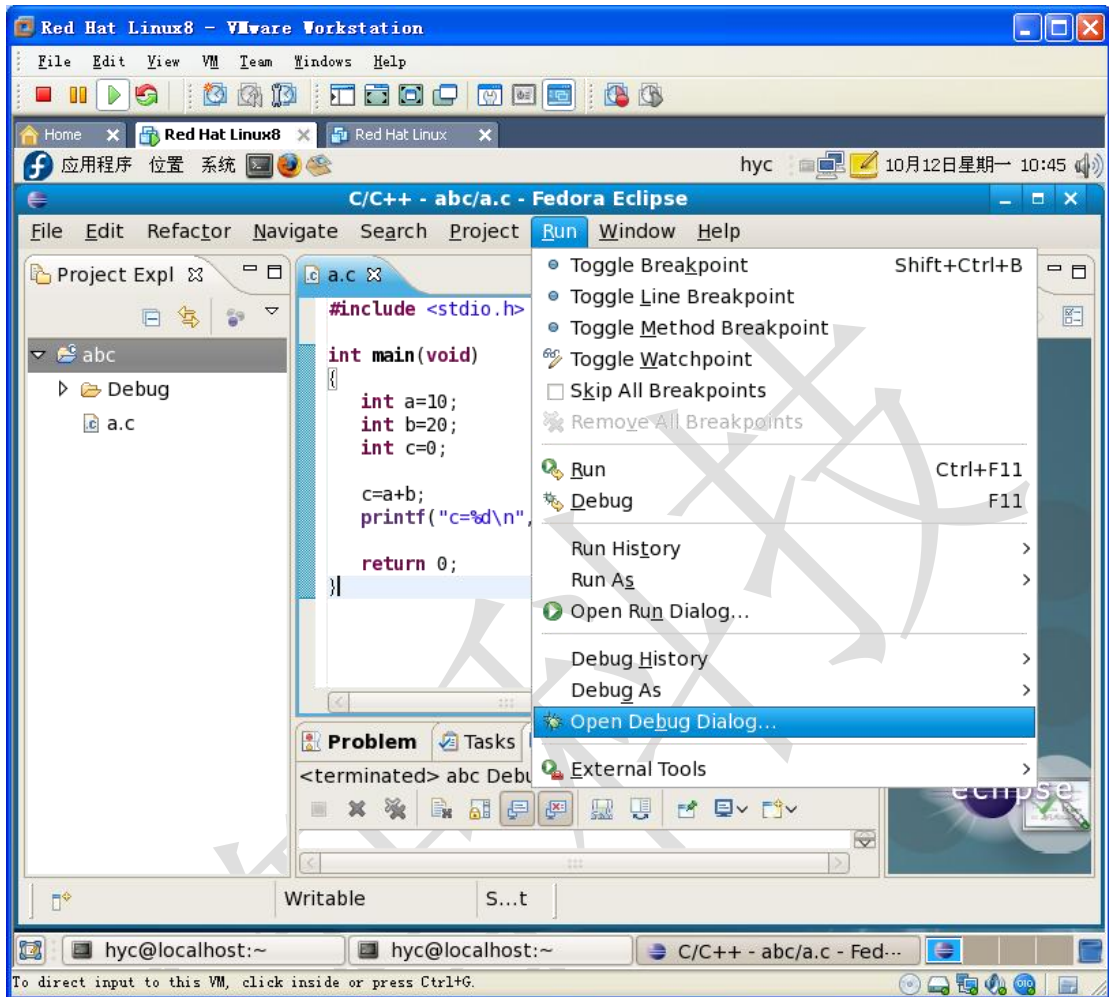 Red Hat Linux8 - VMware Workstation
File Edit View VM Team Windows Help
Home Red Hat Linux8 Red Hat Linux
应用程序 位置 系统 hyc 10月12日星期一 10:45
C/C++ - abc/a.c - Fedora Eclipse
File Edit Refactor Navigate Search Project Run Window Help
Project Expl
a.c
abc
Debug
a.c
#include <stdio.h>
int main(void)
{
int a=10;
int b=20;
int c=0;
c=a+b;
printf("c=%d\n",
return 0;
}
Toggle Breakpoint Shift+Ctrl+B
Toggle Line Breakpoint
Toggle Method Breakpoint
Toggle Watchpoint
Skip All Breakpoints
Remove All Breakpoints
Run Ctrl+F11
Debug F11
Run History
Run As
Open Run Dialog...
Debug History
Debug As
Open Debug Dialog...
External Tools
Problem Tasks
<terminated> abc Debu
eclipse
Writable S...t
hyc@localhost:~ hyc@localhost:~ C/C++ - abc/a.c - Fed...
To direct input to this VM, click inside or press Ctrl+G.